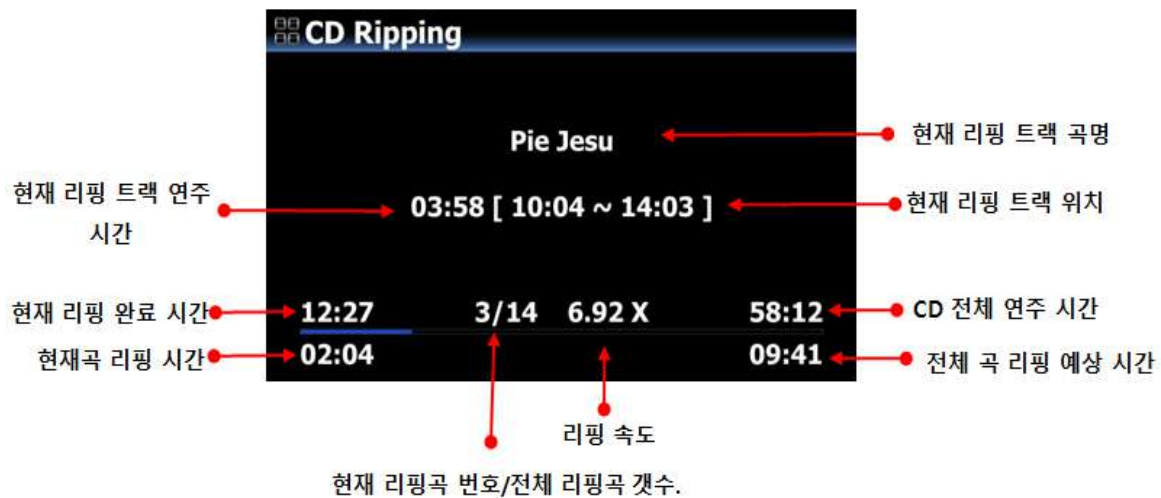 CD Ripping
Pie Jesu
현재 리핑 트랙 곡명
현재 리핑 트랙 연주
시간
03:58 [ 10:04 ~ 14:03 ]
현재 리핑 트랙 위치
현재 리핑 완료 시간
12:27 3/14 6.92 X 58:12
CD 전체 연주 시간
현재곡 리핑 시간
02:04 09:41
전체 곡 리핑 예상 시간
리핑 속도
현재 리핑곡 번호/전체 리핑곡 갯수.